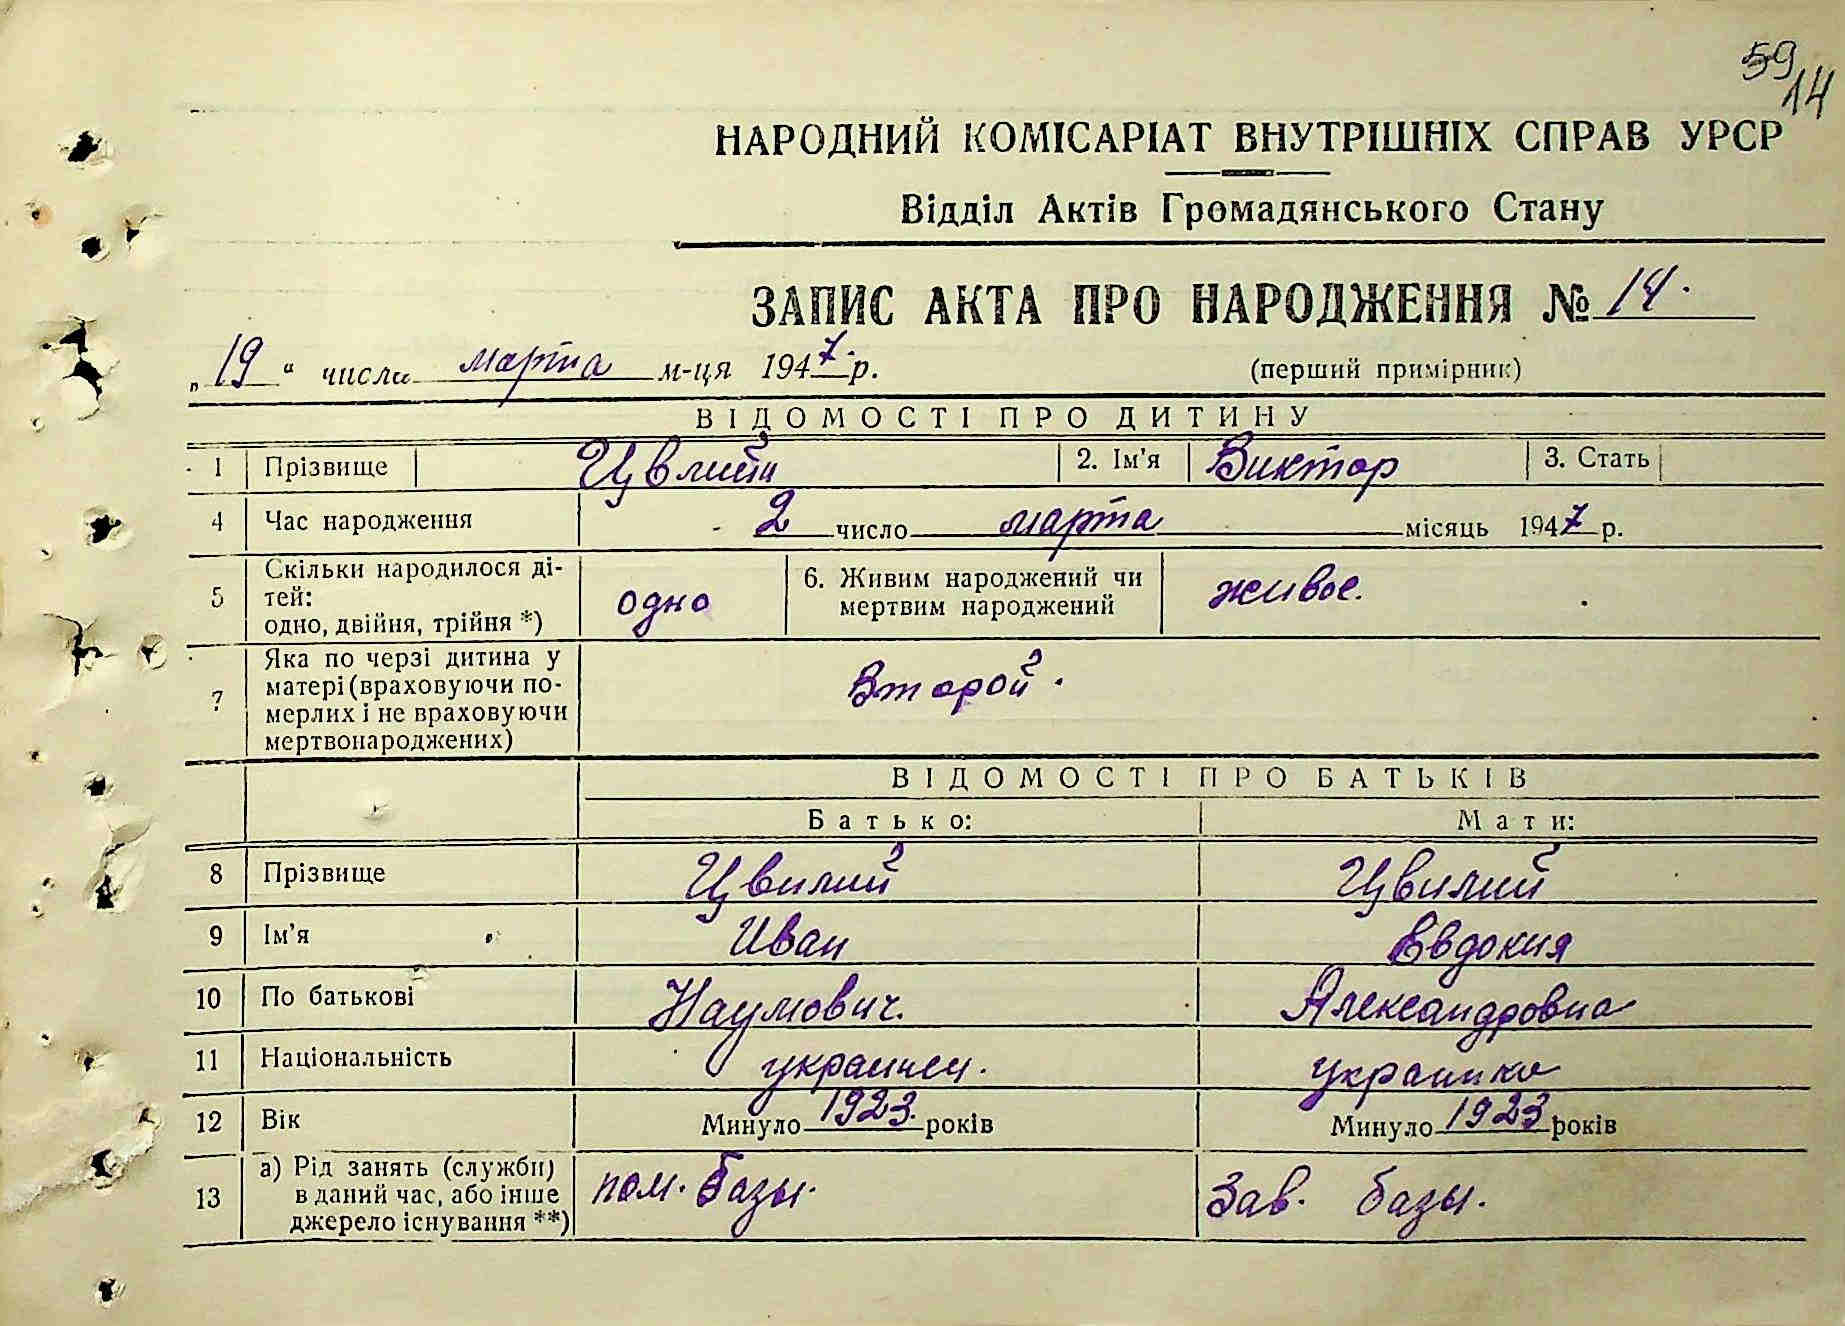 59
14
НАРОДНИЙ КОМІСАРІАТ ВНУТРІШНІХ СПРАВ УРСР
Відділ Актів Громадянського Стану
ЗАПИС АКТА ПРО НАРОДЖЕННЯ № 14.
„19“ числа марта м-ця 1947 р. (перший примірник)
ВІДОМОСТІ ПРО ДИТИНУ
1 Прізвище 2. Ім'я Виктор 3. Стать
4 Час народження 2 число марта місяць 1947 р.
5 Скільки народилося ді-
тей:
одно, двійня, трійня *) одно 6. Живим народжений чи
мертвим народжений живое.
7 Яка по черзі дитина у
матері (враховуючи по-
мерлих і не враховуючи
мертвонароджених) Второй.
ВІДОМОСТІ ПРО БАТЬКІВ
Батько: Мати:
8 Прізвище Цвилий Цвилий
9 Ім'я Иван Евдокия
10 По батькові Наумович. Александровна
11 Національність украинец. украинка
12 Вік Минуло 1923 років Минуло 1923 років
13 а) Рід занять (служби)
в даний час, або інше
джерело існування **) пом. базы. Зав. базы.